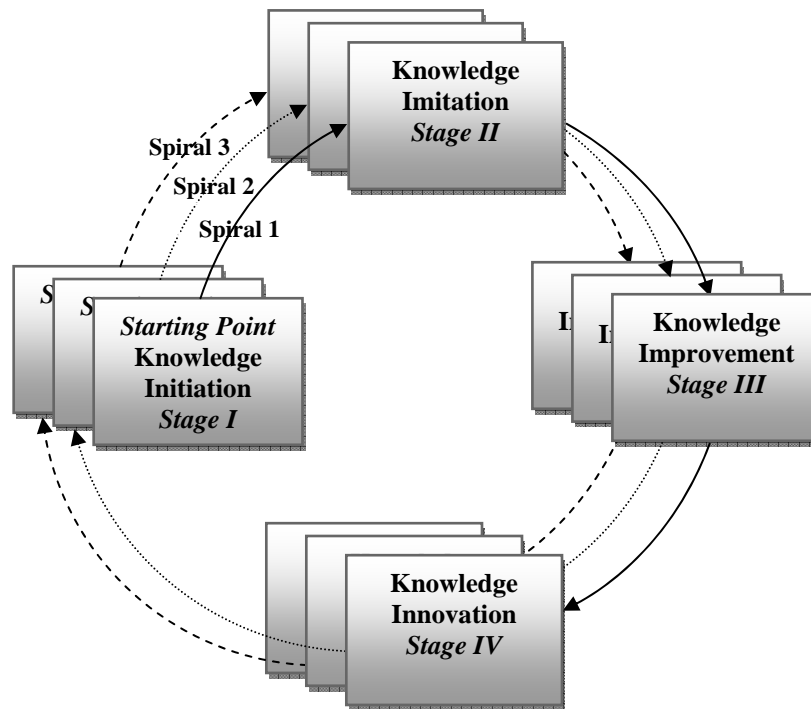 Knowledge
Imitation
Stage II
Spiral 3
Spiral 2
Spiral 1
Starting Point
Knowledge
Initiation
Stage I
Knowledge
Improvement
Stage III
Knowledge
Innovation
Stage IV